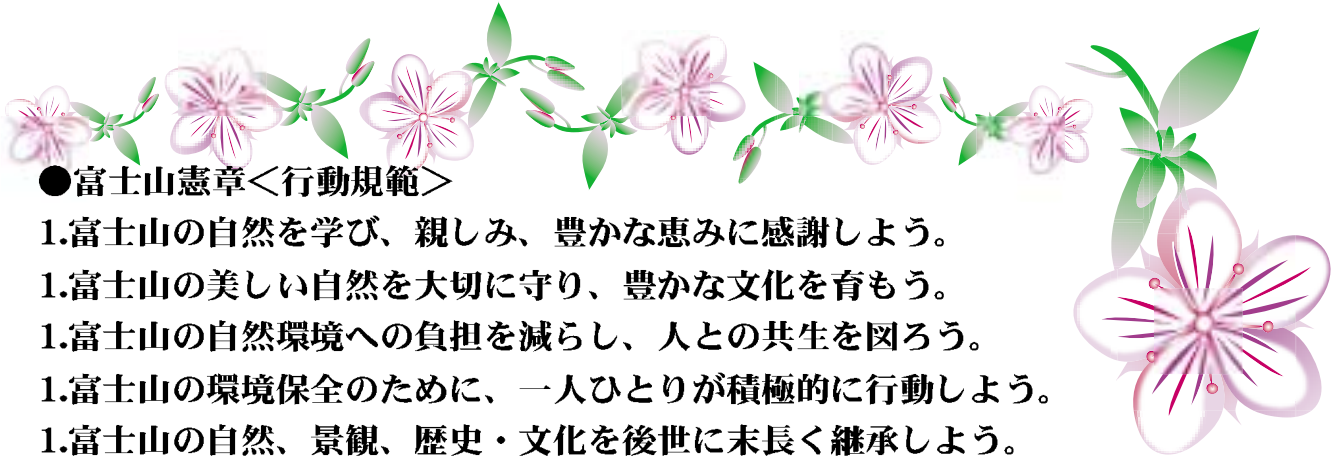 ●富士山憲章＜行動規範＞
1.富士山の自然を学び、親しみ、豊かな恵みに感謝しよう。
1.富士山の美しい自然を大切に守り、豊かな文化を育もう。
1.富士山の自然環境への負担を減らし、人との共生を図ろう。
1.富士山の環境保全のために、一人ひとりが積極的に行動しよう。
1.富士山の自然、景観、歴史・文化を後世に末長く継承しよう。